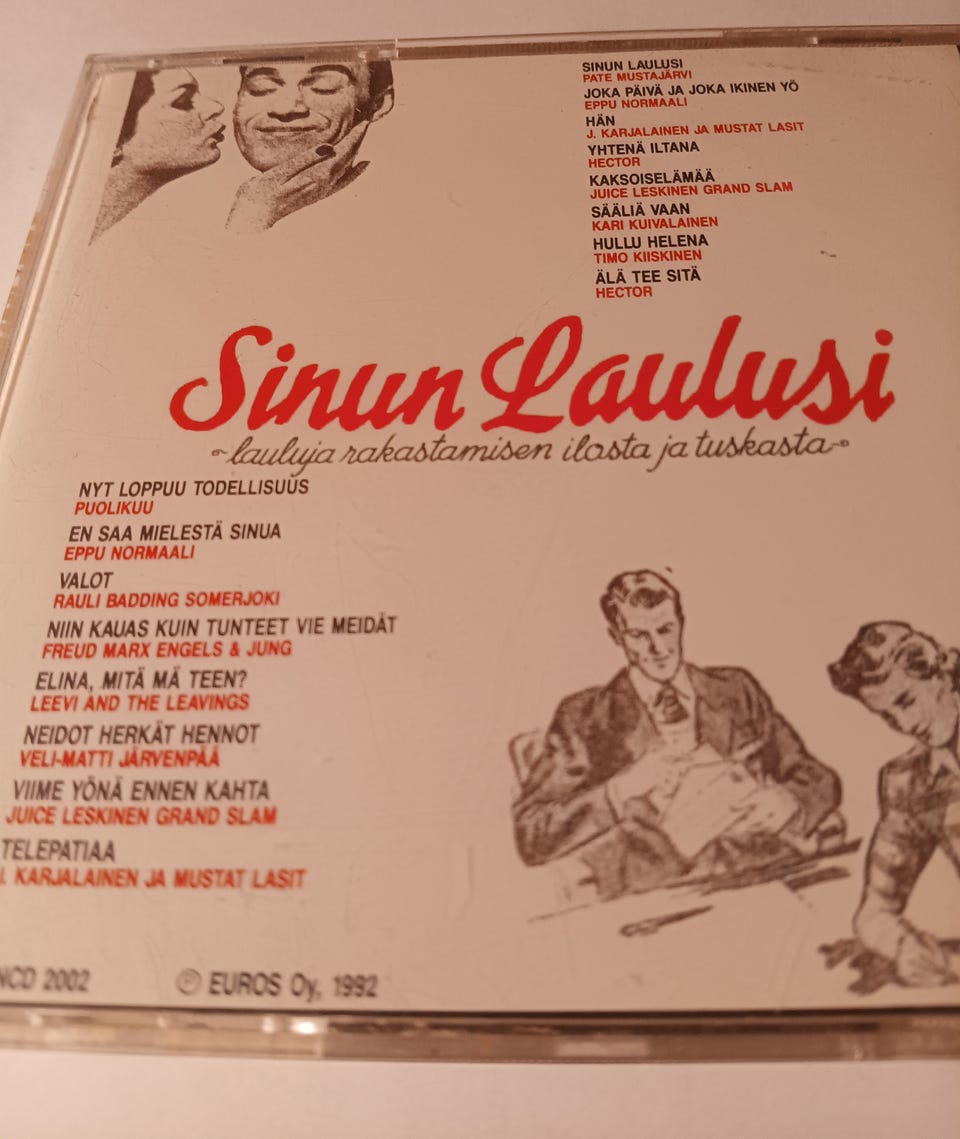 SINUN LAULUSI
PATE MUSTAJÄRVI
JOKA PÄIVÄ JA JOKA IKINEN YÖ
EPPU NORMAALI
HÄN
J. KARJALAINEN JA MUSTAT LASIT
YHTENÄ ILTANA
HECTOR
KAKSOISELÄMÄÄ
JUICE LESKINEN GRAND SLAM
SÄÄLIÄ VAAN
KARI KUIVALAINEN
HULLU HELENA
TIMO KIISKINEN
ÄLÄ TEE SITÄ
HECTOR
Sinun Laulusi
lauluja rakastamisen ilosta ja tuskasta
NYT LOPPUU TODELLISUUS
PUOLIKUU
EN SAA MIELESTÄ SINUA
EPPU NORMAALI
VALOT
RAULI BADDING SOMERJOKI
NIIN KAUAS KUIN TUNTEET VIE MEIDÄT
FREUD MARX ENGELS & JUNG
ELINA, MITÄ MÄ TEEN?
LEEVI AND THE LEAVINGS
NEIDOT HERKÄT HENNOT
VELI-MATTI JÄRVENPÄÄ
VIIME YÖNÄ ENNEN KAHTA
JUICE LESKINEN GRAND SLAM
TELEPATIAA
J. KARJALAINEN JA MUSTAT LASIT
NCD 2002
℗ EUROS Oy, 1992